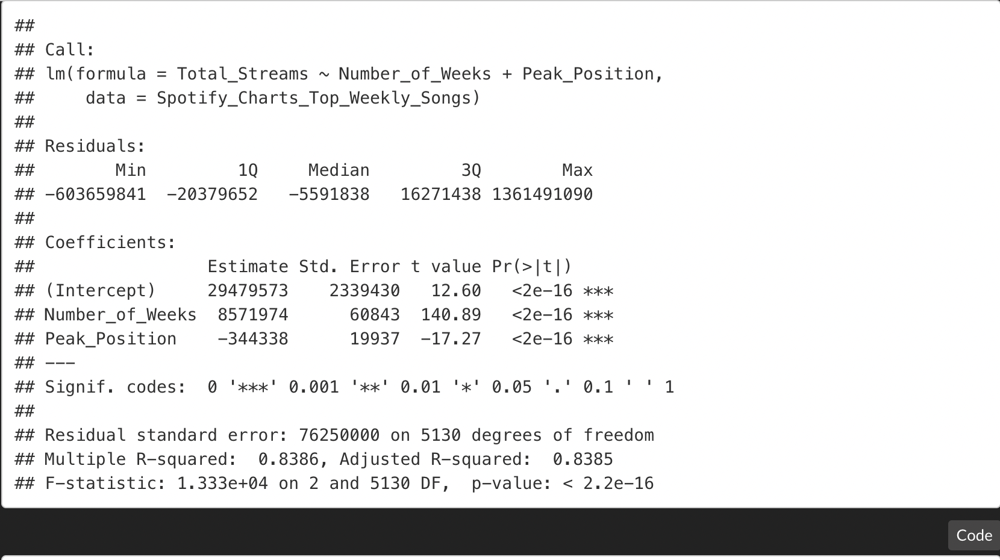 ##
## Call:
## lm(formula = Total_Streams ~ Number_of_Weeks + Peak_Position,
##     data = Spotify_Charts_Top_Weekly_Songs)
##
## Residuals:
##        Min         1Q     Median         3Q        Max
## −603659841  −20379652   −5591838   16271438 1361491090
##
## Coefficients:
##                 Estimate Std. Error t value Pr(>|t|)
## (Intercept)     29479573    2339430   12.60   <2e−16 ***
## Number_of_Weeks  8571974      60843  140.89   <2e−16 ***
## Peak_Position    −344338      19937  −17.27   <2e−16 ***
## −−−
## Signif. codes:  0 '***' 0.001 '**' 0.01 '*' 0.05 '.' 0.1 ' ' 1
##
## Residual standard error: 76250000 on 5130 degrees of freedom
## Multiple R−squared:  0.8386, Adjusted R−squared:  0.8385
## F−statistic: 1.333e+04 on 2 and 5130 DF,  p−value: < 2.2e−16
Code